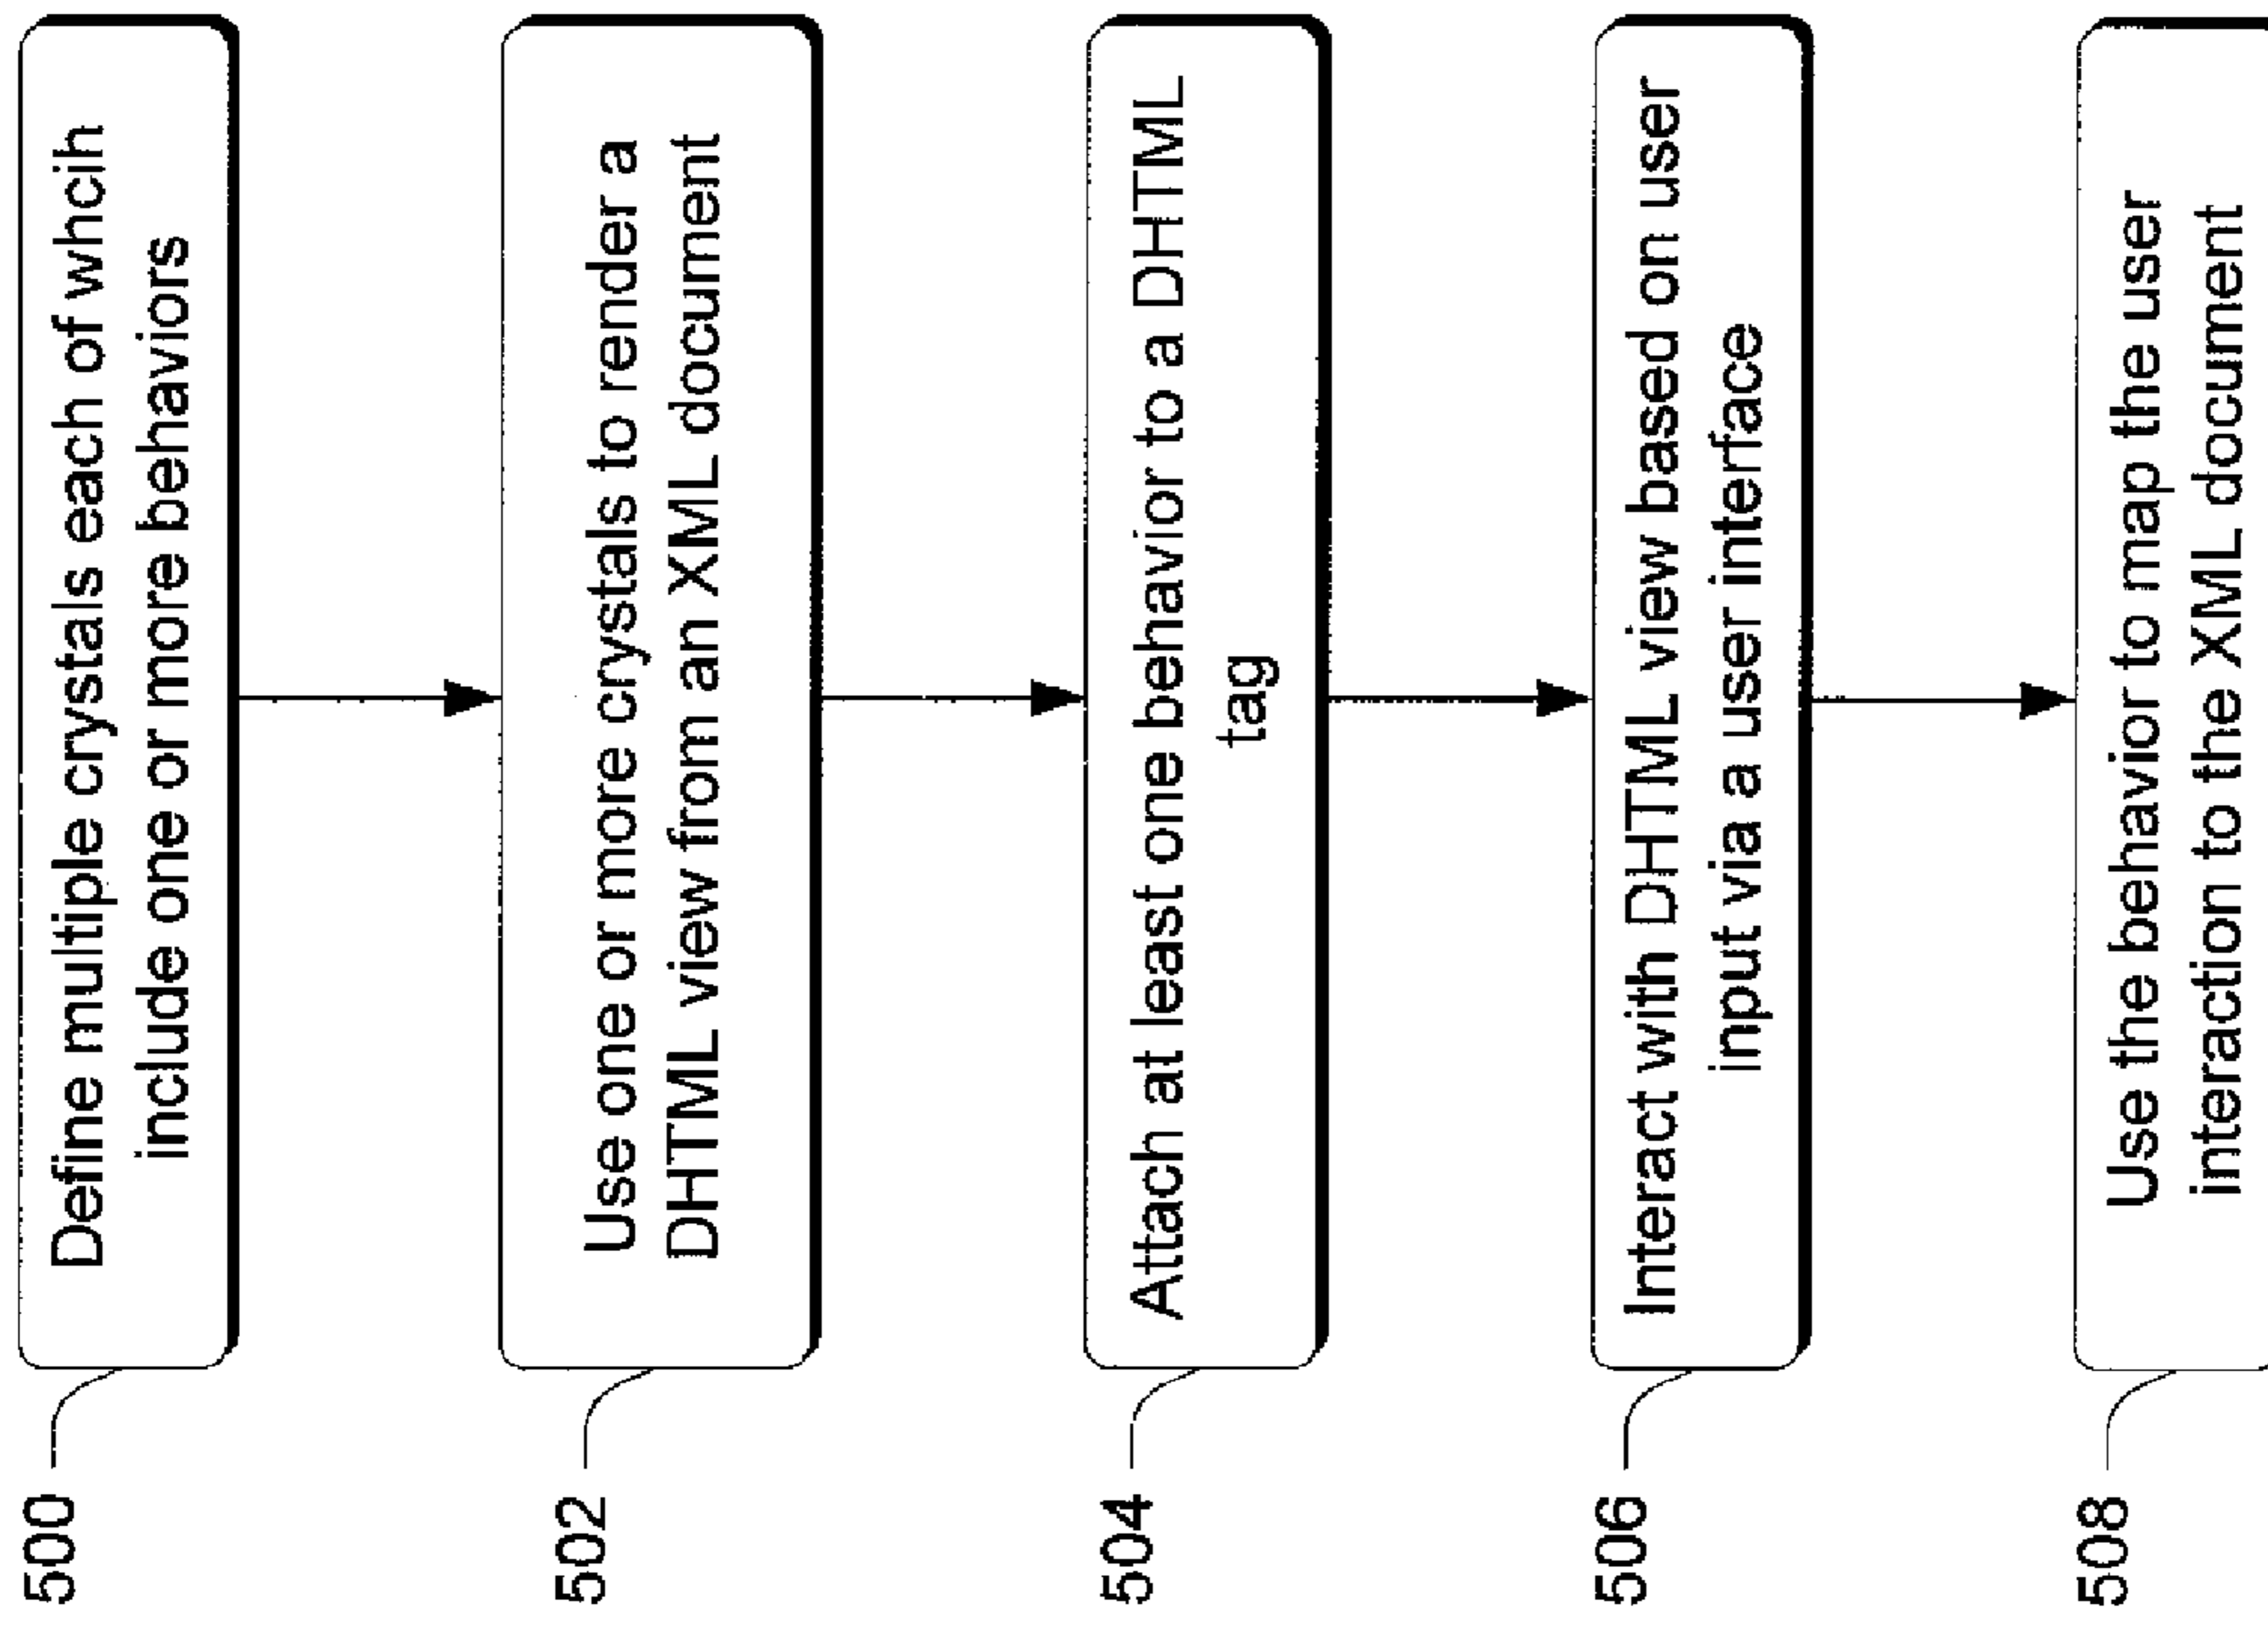 500
Define multiple crystals each of whcih
include one or more behaviors
502
Use one or more crystals to render a
DHTML view from an XML document
504
Attach at least one behavior to a DHTML
tag
506
Interact with DHTML view based on user
input via a user interface
508
Use the behavior to map the user
interaction to the XML document